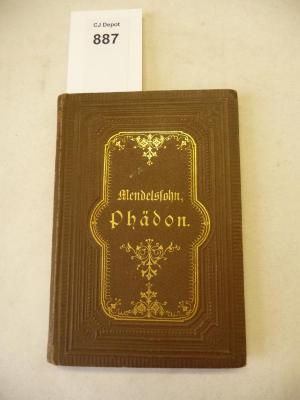 CJ Depot
887
Mendelssohn,
Phädon.